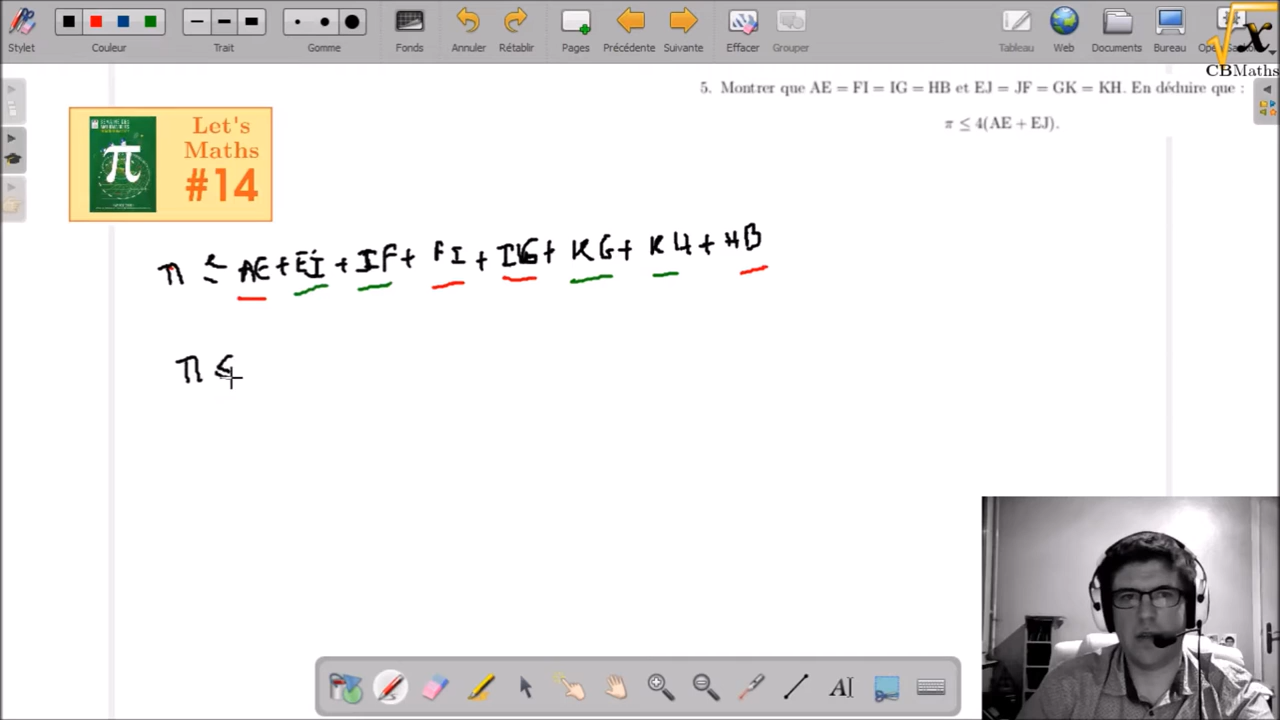 Stylet Couleur Trait Gomme Fonds Annuler Rétablir Pages Précédente Suivante Effacer Grouper Tableau Web Documents Bureau
CBMaths
5. Montrer que AE = FI = IG = HB et EJ = JF = GK = KH. En déduire que :
π ≤ 4(AE + EJ).
Let's
Maths
#14
π
π ≤ AE + EJ + JF + FI + IG + KG + KH + HB
π ≤
AI